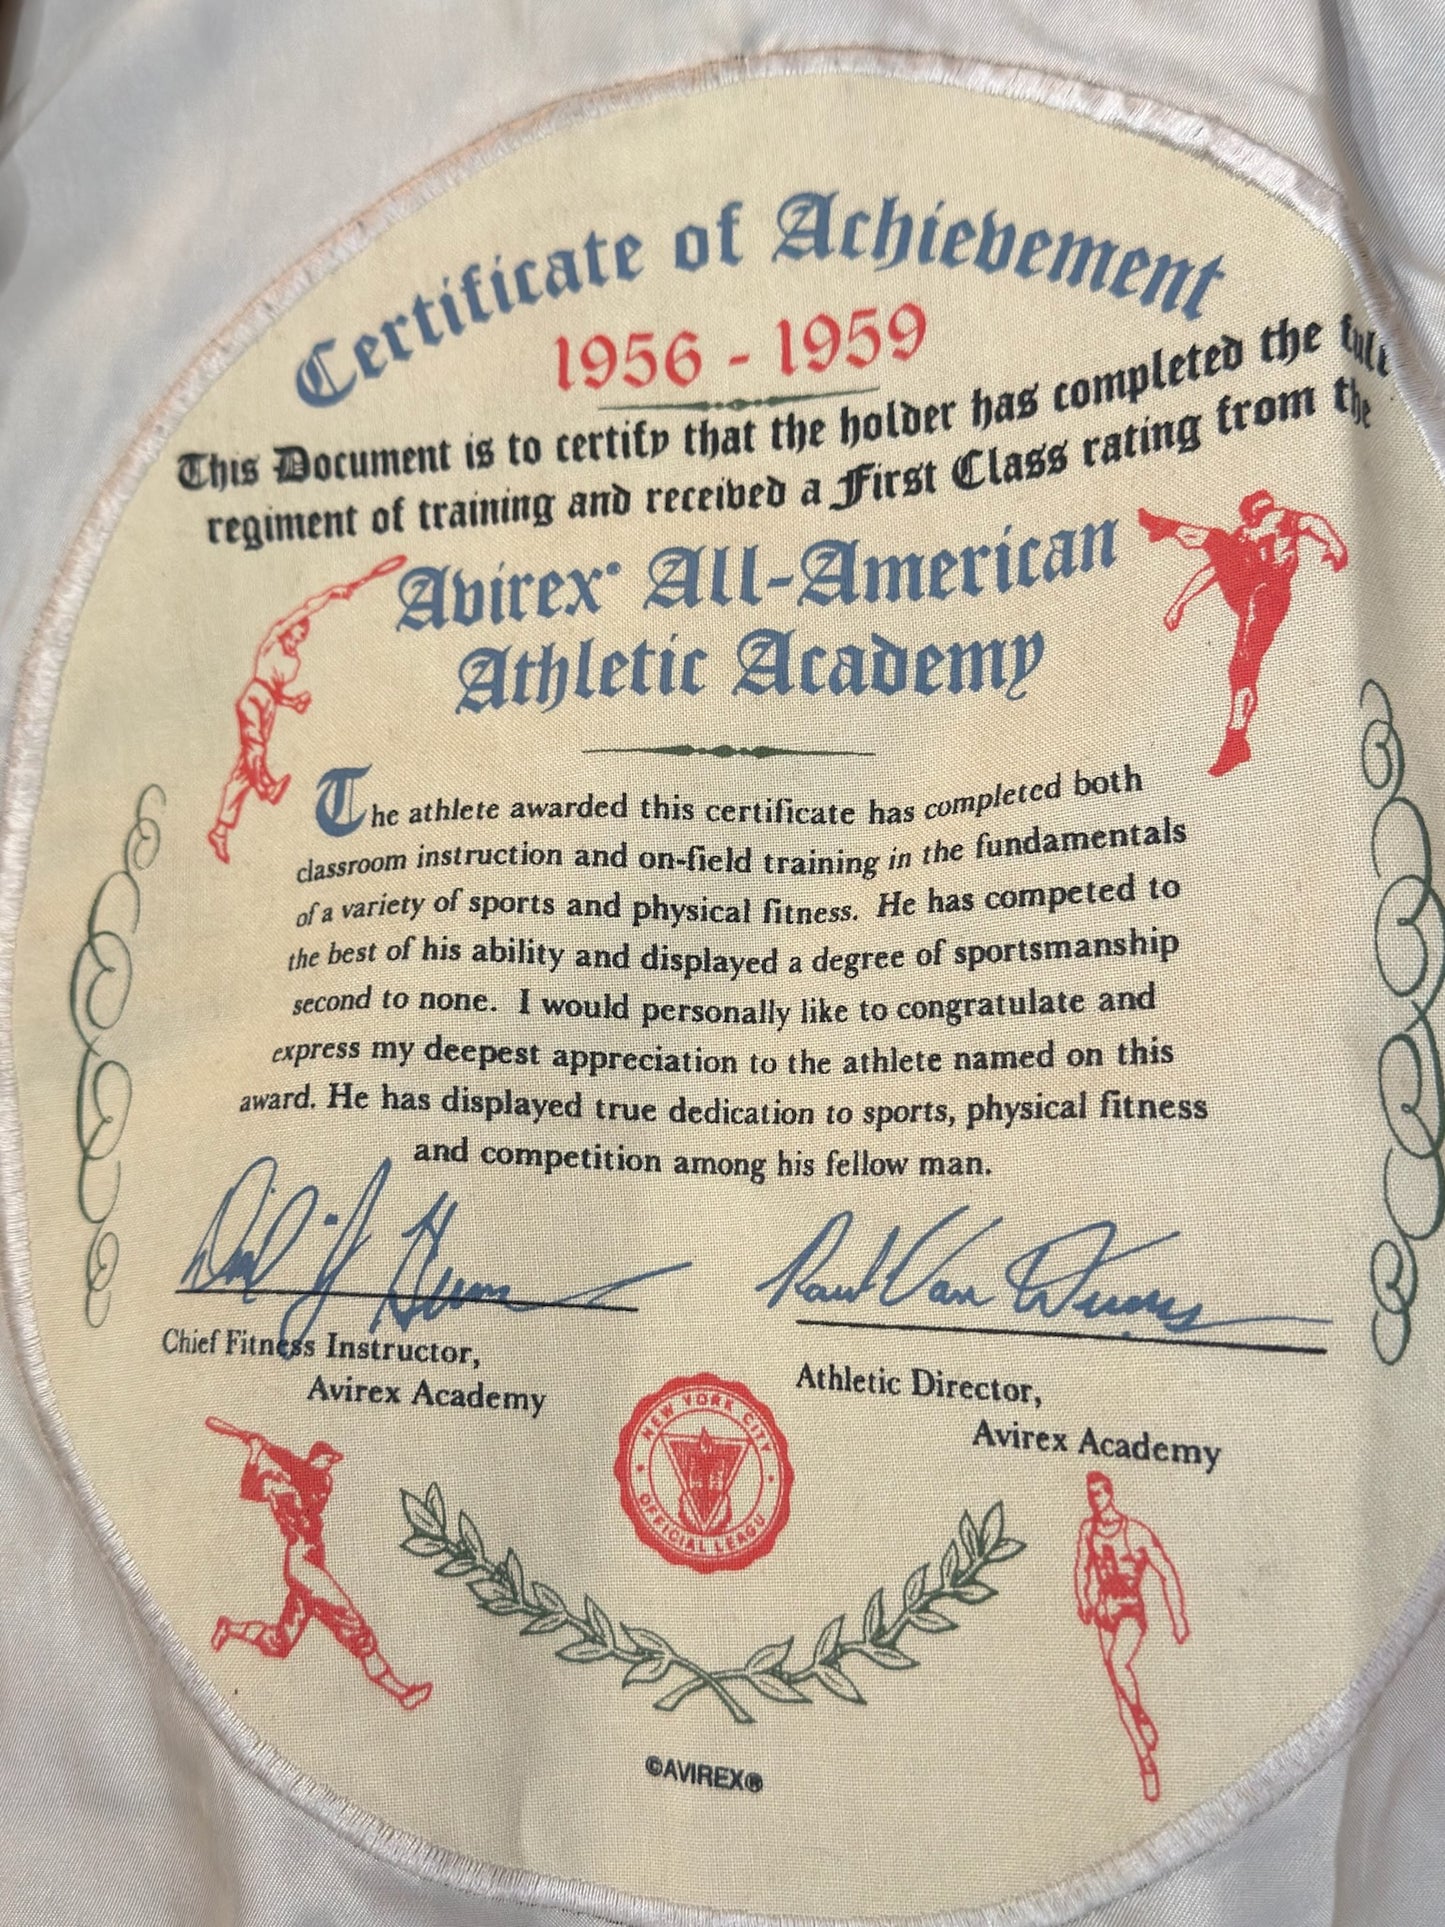 Certificate of Achievement
1956 - 1959
This Document is to certify that the holder has completed the full
regiment of training and received a First Class rating from the
Avirex® All-American
Athletic Academy
The athlete awarded this certificate has completed both
classroom instruction and on-field training in the fundamentals
of a variety of sports and physical fitness. He has competed to
the best of his ability and displayed a degree of sportsmanship
second to none. I would personally like to congratulate and
express my deepest appreciation to the athlete named on this
award. He has displayed true dedication to sports, physical fitness
and competition among his fellow man.
Chief Fitness Instructor,
Avirex Academy
Athletic Director,
Avirex Academy
NEW YORK CITY
OFFICIAL LEAGU
©AVIREX®